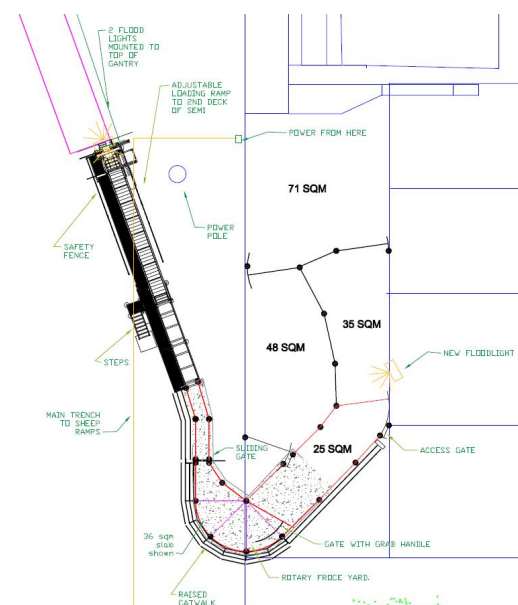 2 FLOOD
LIGHTS
MOUNTED TO
TOP OF
GANTRY
ADJUSTABLE
LOADING RAMP
TO 2ND DECK
OF SEMI
POWER FROM HERE
71 SQM
POWER
POLE
SAFETY
FENCE
35 SQM
48 SQM
NEW FLOODLIGHT
STEPS
MAIN TRENCH
TO SHEEP
RAMPS
SLIDING
GATE
25 SQM
ACCESS GATE
36 sqm
slab
shown
GATE WITH GRAB HANDLE
ROTARY FROCE YARD.
RAISED
CATWALK